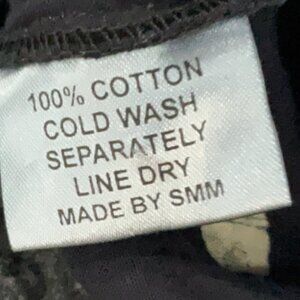 100% COTTON
COLD WASH
SEPARATELY
LINE DRY
MADE BY SMM